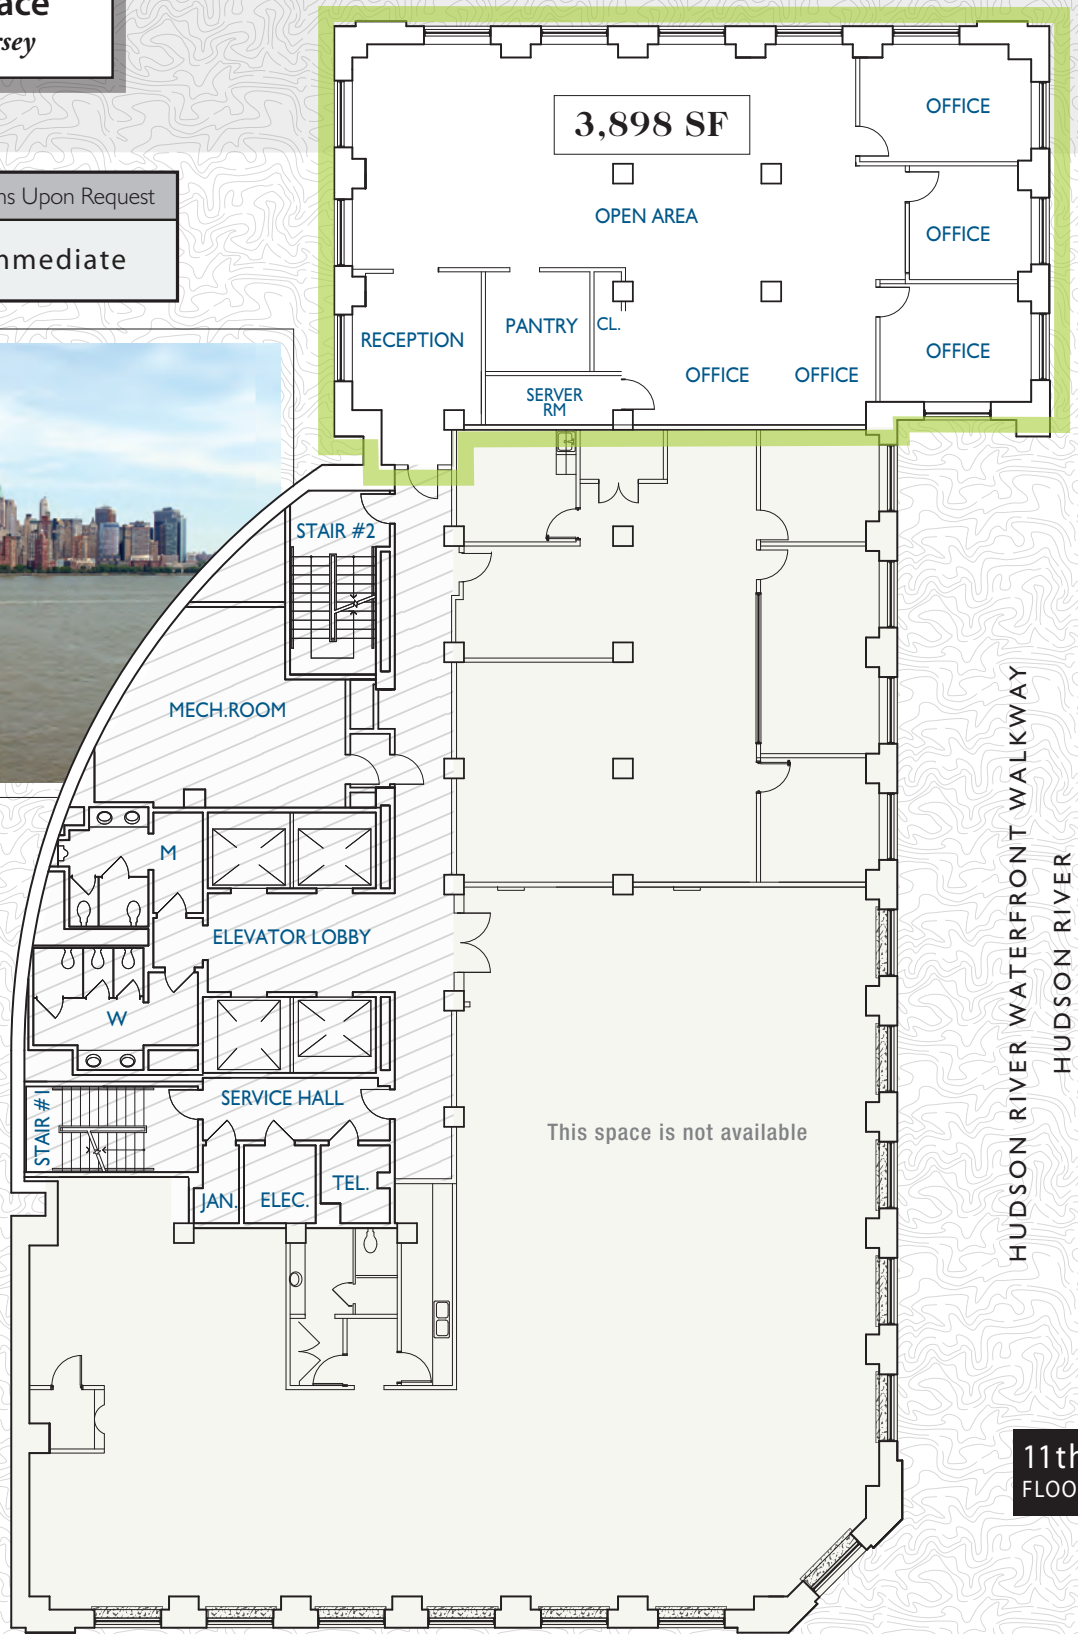 ace
rsey
ns Upon Request
mmediate
3,898 SF
OFFICE
OPEN AREA
OFFICE
RECEPTION
PANTRY
CL.
OFFICE
OFFICE
OFFICE
SERVER
RM
STAIR #2
MECH.ROOM
M
ELEVATOR LOBBY
W
SERVICE HALL
STAIR #1
JAN.
ELEC.
TEL.
This space is not available
HUDSON RIVER WATERFRONT WALKWAY
HUDSON RIVER
11th
FLOO